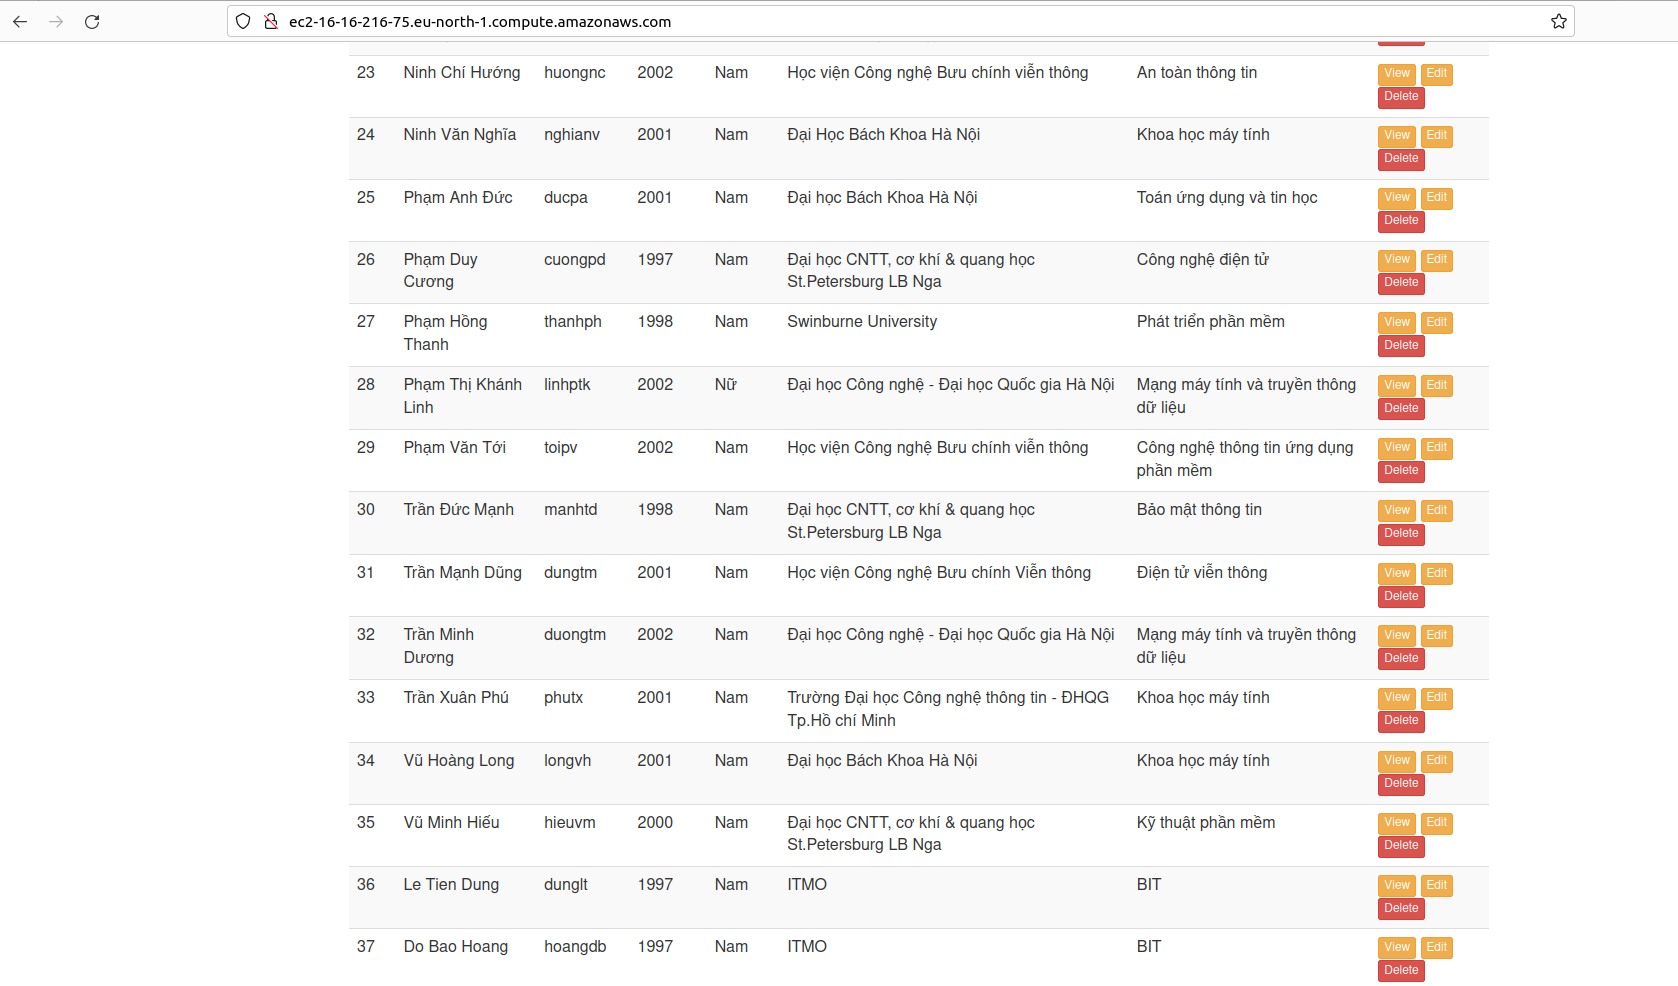 ec2-16-16-216-75.eu-north-1.compute.amazonaws.com
23 Ninh Chí Hướng huongnc 2002 Nam Học viện Công nghệ Bưu chính viễn thông An toàn thông tin View Edit
Delete
24 Ninh Văn Nghĩa nghianv 2001 Nam Đại Học Bách Khoa Hà Nội Khoa học máy tính View Edit
Delete
25 Phạm Anh Đức ducpa 2001 Nam Đại học Bách Khoa Hà Nội Toán ứng dụng và tin học View Edit
Delete
26 Phạm Duy cuongpd 1997 Nam Đại học CNTT, cơ khí & quang học Công nghệ điện tử View Edit
Cương St.Petersburg LB Nga Delete
27 Phạm Hồng thanhph 1998 Nam Swinburne University Phát triển phần mềm View Edit
Thanh Delete
28 Phạm Thị Khánh linhptk 2002 Nữ Đại học Công nghệ - Đại học Quốc gia Hà Nội Mạng máy tính và truyền thông View Edit
Linh dữ liệu Delete
29 Phạm Văn Tới toipv 2002 Nam Học viện Công nghệ Bưu chính viễn thông Công nghệ thông tin ứng dụng View Edit
phần mềm Delete
30 Trần Đức Mạnh manhtd 1998 Nam Đại học CNTT, cơ khí & quang học Bảo mật thông tin View Edit
St.Petersburg LB Nga Delete
31 Trần Mạnh Dũng dungtm 2001 Nam Học viện Công nghệ Bưu chính Viễn thông Điện tử viễn thông View Edit
Delete
32 Trần Minh duongtm 2002 Nam Đại học Công nghệ - Đại học Quốc gia Hà Nội Mạng máy tính và truyền thông View Edit
Dương dữ liệu Delete
33 Trần Xuân Phú phutx 2001 Nam Trường Đại học Công nghệ thông tin - ĐHQG Khoa học máy tính View Edit
Tp.Hồ chí Minh Delete
34 Vũ Hoàng Long longvh 2001 Nam Đại học Bách Khoa Hà Nội Khoa học máy tính View Edit
Delete
35 Vũ Minh Hiếu hieuvm 2000 Nam Đại học CNTT, cơ khí & quang học Kỹ thuật phần mềm View Edit
St.Petersburg LB Nga Delete
36 Le Tien Dung dunglt 1997 Nam ITMO BIT View Edit
Delete
37 Do Bao Hoang hoangdb 1997 Nam ITMO BIT View Edit
Delete